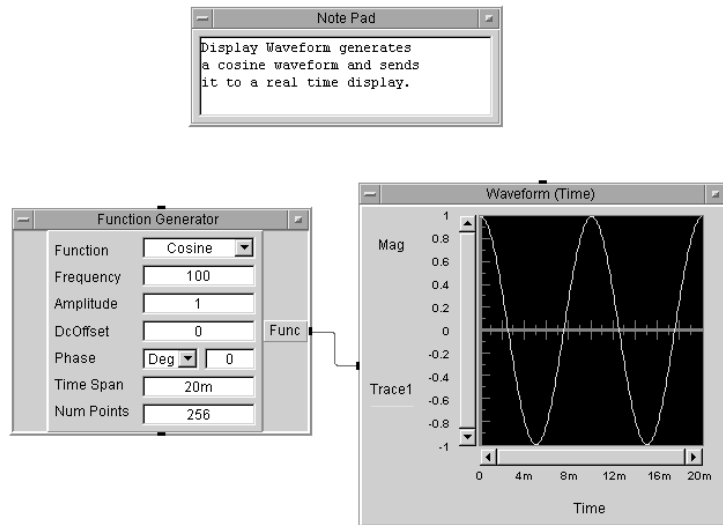 Note Pad
Display Waveform generates
a cosine waveform and sends
it to a real time display.
Function Generator
Function Cosine
Frequency 100
Amplitude 1
DcOffset 0
Phase Deg 0
Time Span 20m
Num Points 256
Func
Waveform (Time)
Mag
Trace1
1
0.8
0.6
0.4
0.2
0
-0.2
-0.4
-0.6
-0.8
-1
0 4m 8m 12m 16m 20m
Time